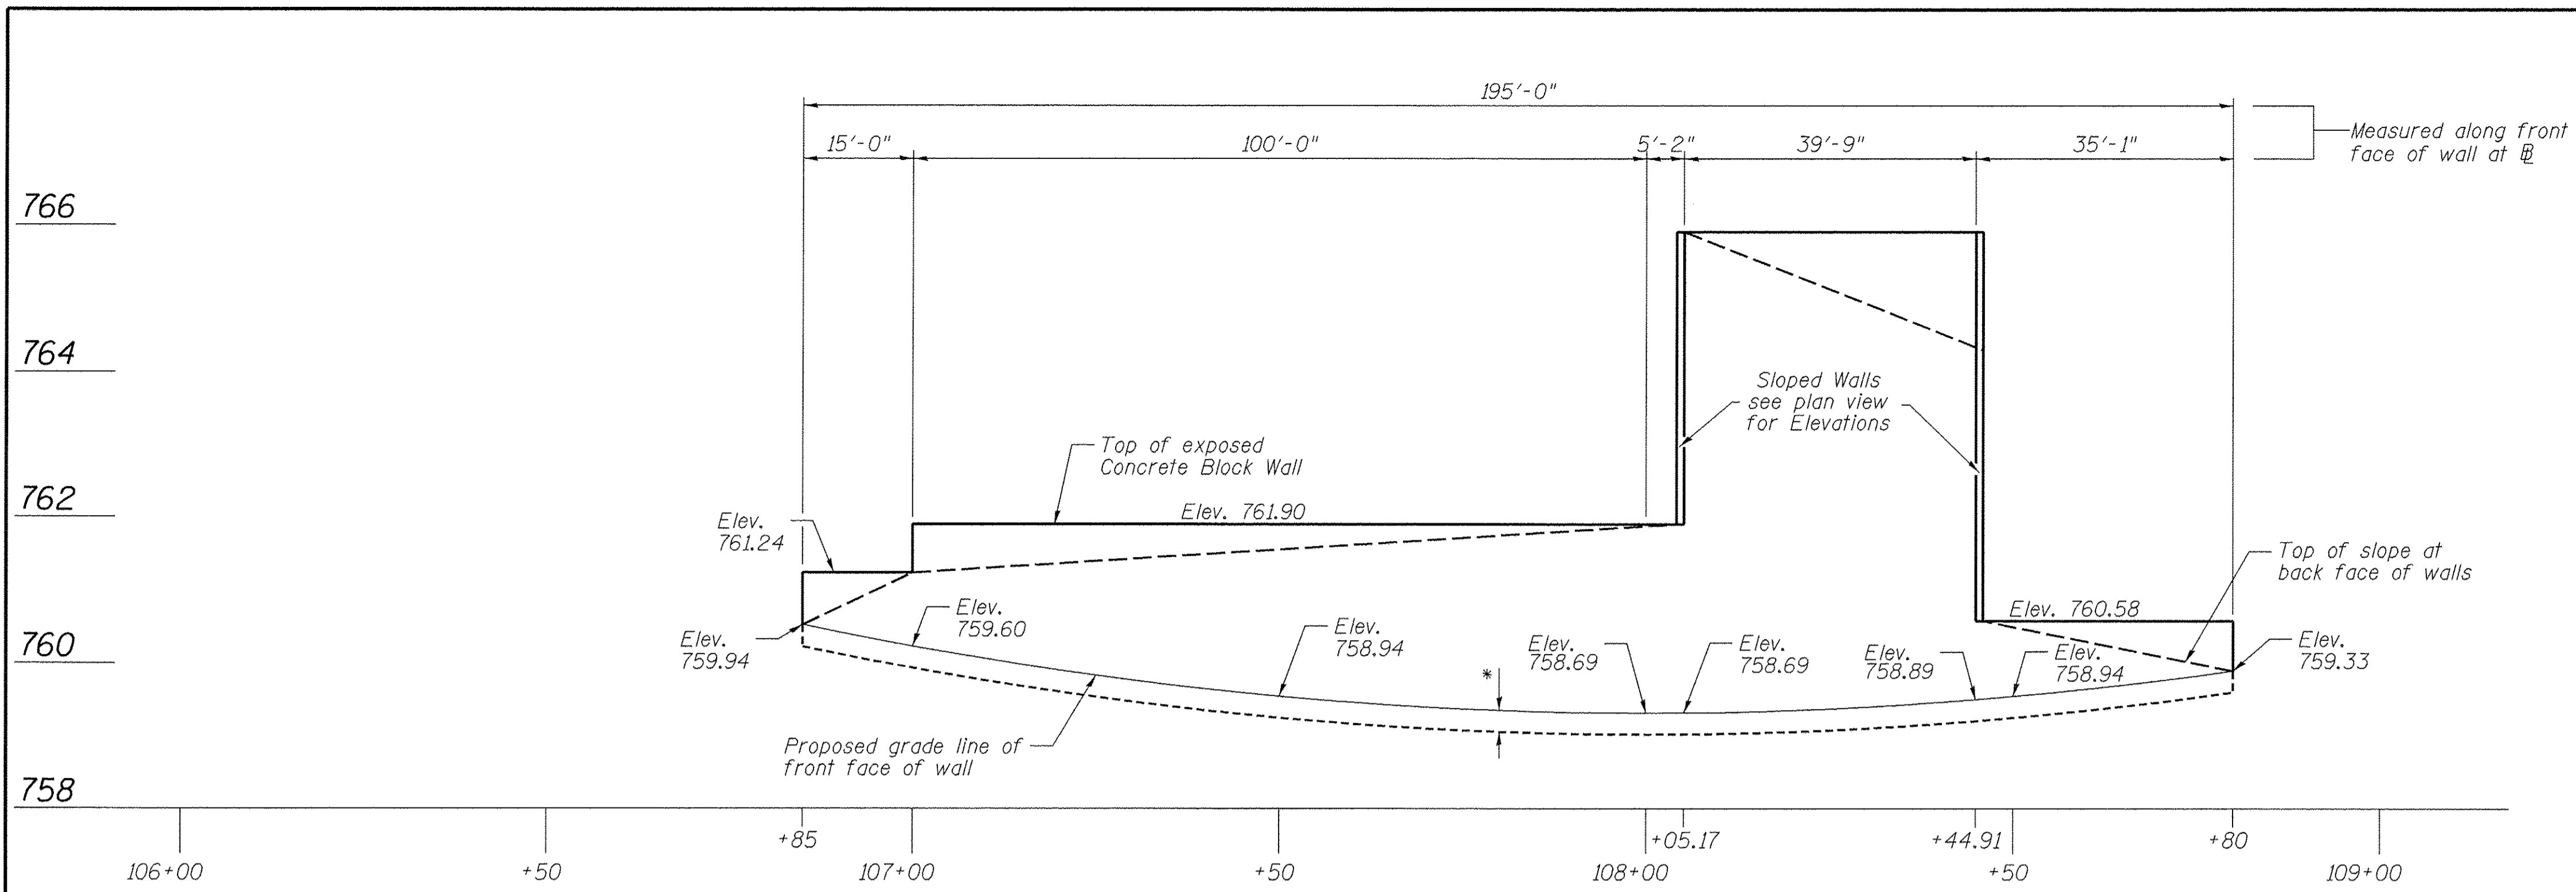 195'-0"
15'-0"
100'-0"
5'-2"
39'-9"
35'-1"
Measured along front
face of wall at ⅊
766
764
762
760
758
Sloped Walls
see plan view
for Elevations
Top of exposed
Concrete Block Wall
Elev. 761.90
Elev.
761.24
Top of slope at
back face of walls
Elev. 760.58
Elev.
759.94
Elev.
759.60
Elev.
758.94
*
Elev.
758.69
Elev.
758.69
Elev.
758.89
Elev.
758.94
Elev.
759.33
Proposed grade line of
front face of wall
+85
+05.17
+44.91
+80
106+00
+50
107+00
+50
108+00
+50
109+00